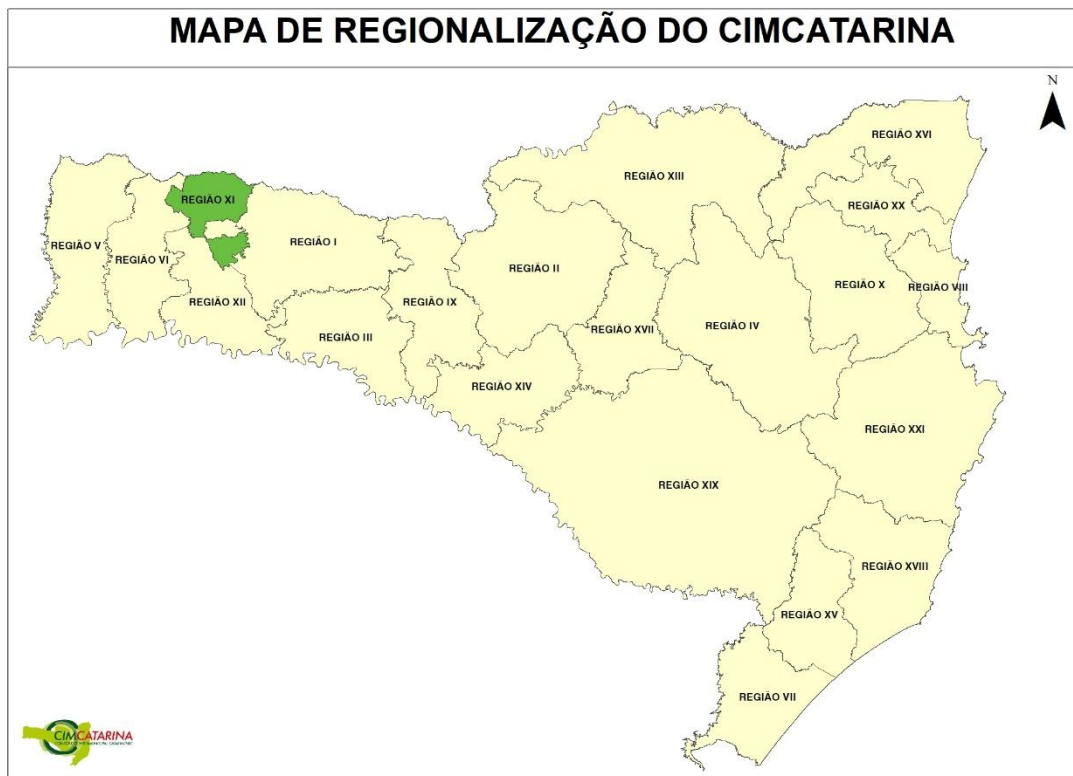 MAPA DE REGIONALIZAÇÃO DO CIMCATARINA
N
REGIÃO XVI
REGIÃO XIII
REGIÃO XI
REGIÃO XX
REGIÃO V
REGIÃO VI
REGIÃO I
REGIÃO II
REGIÃO X
REGIÃO VIII
REGIÃO XII
REGIÃO IX
REGIÃO III
REGIÃO XVII
REGIÃO IV
REGIÃO XIV
REGIÃO XXI
REGIÃO XIX
REGIÃO XVIII
REGIÃO XV
REGIÃO VII
CIMCATARINA